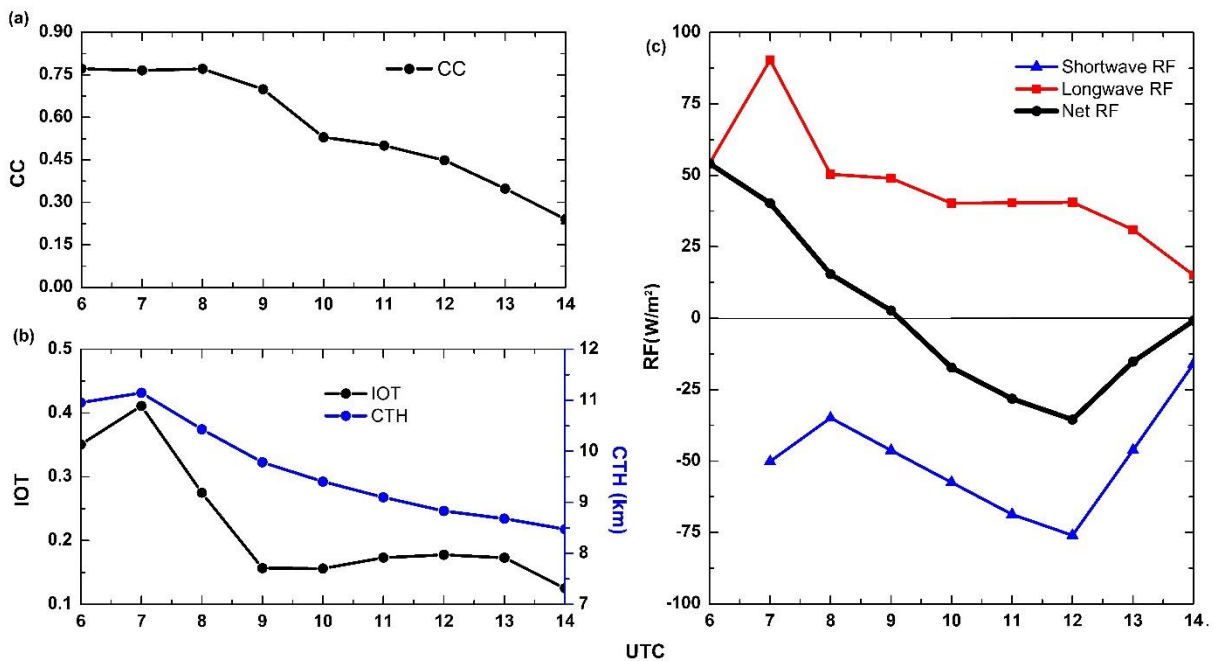 (a)
CC
0.90
0.75
0.60
0.45
0.30
0.15
0.00
CC
6 7 8 9 10 11 12 13 14
(b)
IOT
CTH
0.5
0.4
0.3
0.2
0.1
IOT
12
11
10
9
8
7
CTH (km)
6 7 8 9 10 11 12 13 14
(c)
Shortwave RF
Longwave RF
Net RF
100
75
50
25
0
-25
-50
-75
-100
RF(W/m²)
6 7 8 9 10 11 12 13 14.
UTC